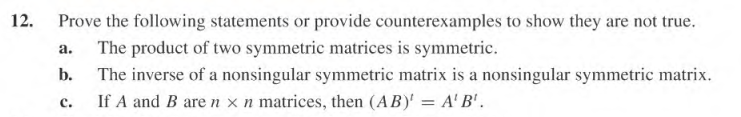 12. Prove the following statements or provide counterexamples to show they are not true.
a. The product of two symmetric matrices is symmetric.
b. The inverse of a nonsingular symmetric matrix is a nonsingular symmetric matrix.
c. If A and B are n × n matrices, then (AB)^t = A^t B^t.